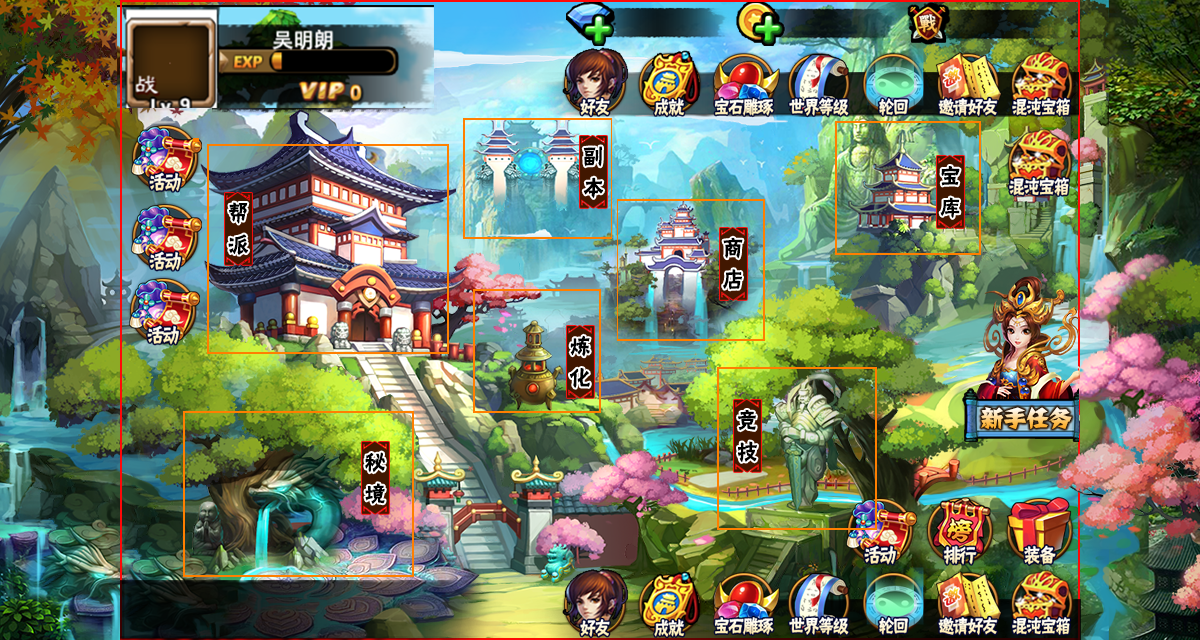 吴明朗
EXP
战
Lv.9
VIP 0
戰
好友
成就
宝石雕琢
世界等级
轮回
邀请好友
混沌宝箱
活动
活动
活动
帮派
副本
商店
宝库
混沌宝箱
炼化
竞技
秘境
新手任务
活动
榜
排行
装备
好友
成就
宝石雕琢
世界等级
轮回
邀请好友
混沌宝箱